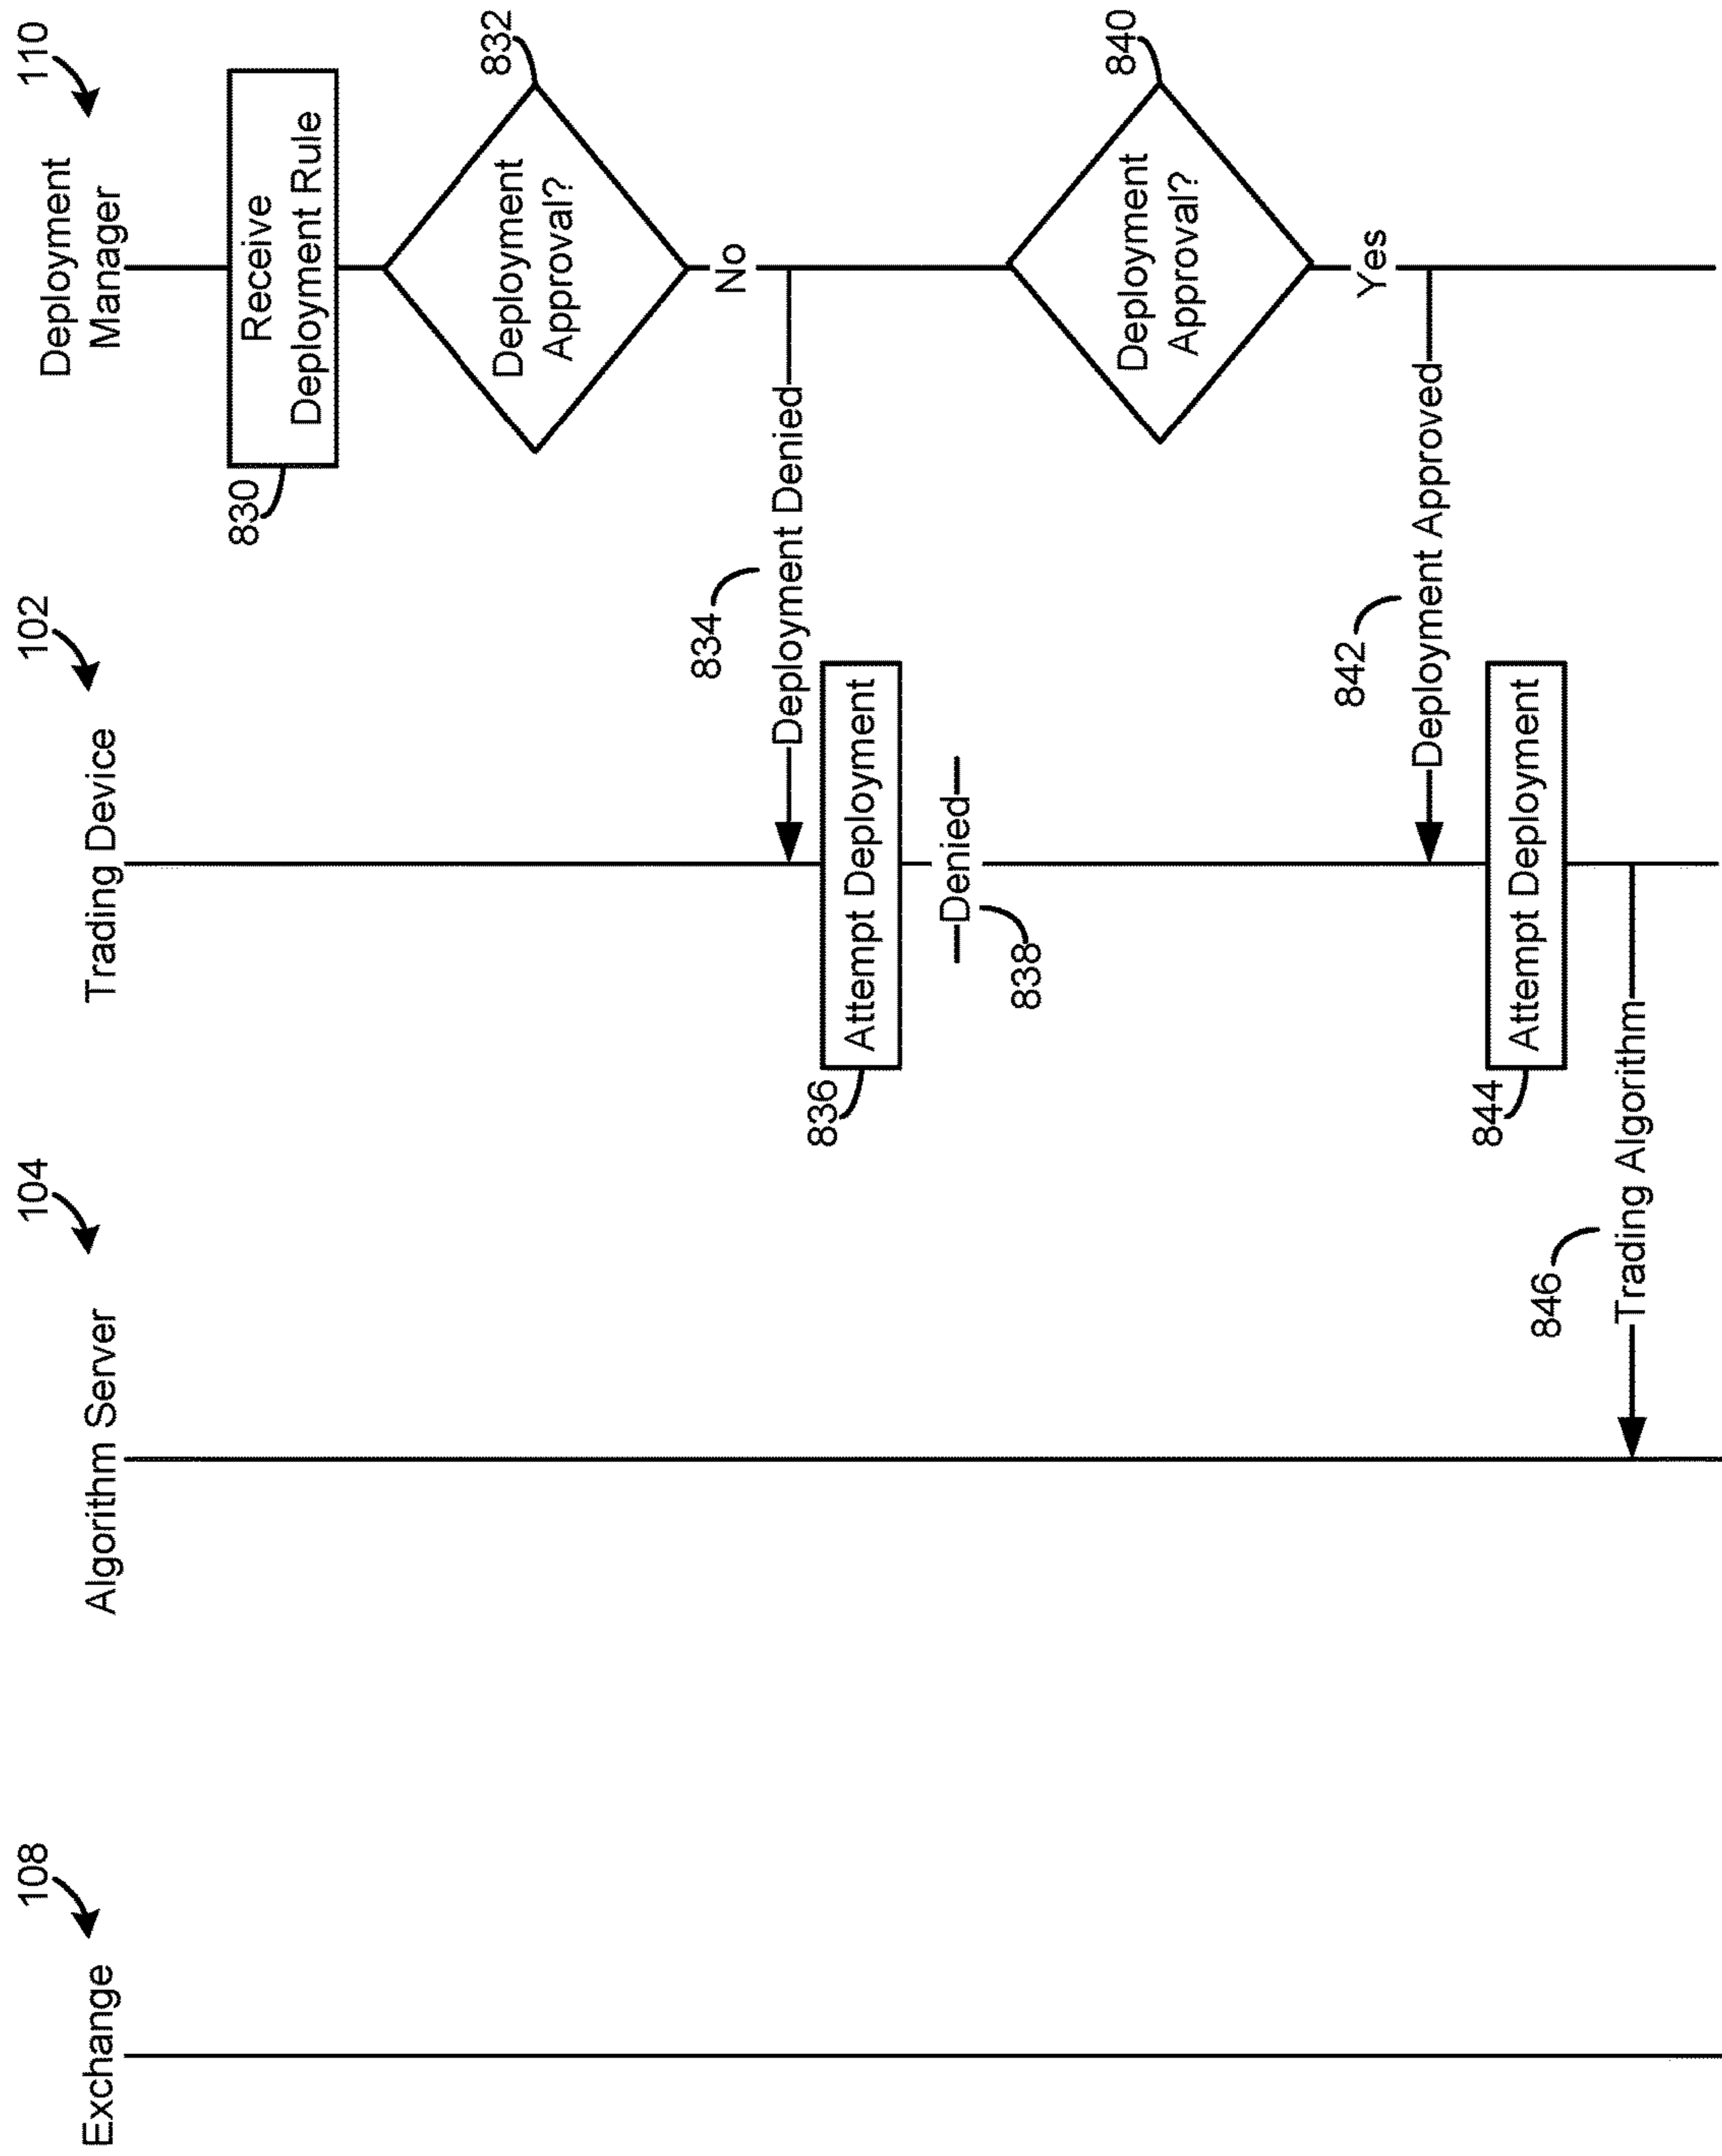 Exchange
108
Algorithm Server
104
Trading Device
102
Deployment
Manager
110
Receive
Deployment Rule
830
Deployment
Approval?
832
No
834
Deployment Denied
Attempt Deployment
836
Denied
838
Deployment
Approval?
840
Yes
842
Deployment Approved
Attempt Deployment
844
846
Trading Algorithm